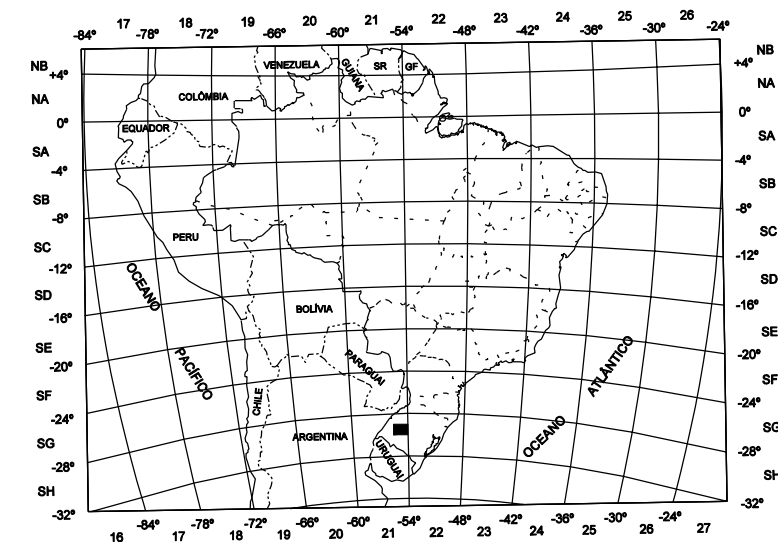 17 18 19 20 21 22 23 24 25 26
-84° -78° -72° -66° -60° -54° -48° -42° -36° -30° -24°
NB NB
+4° +4°
VENEZUELA
GUIANA
SR
GF
NA NA
COLÔMBIA
0° 0°
EQUADOR
SA SA
-4° -4°
SB SB
-8° -8°
PERU
SC SC
-12° -12°
OCEANO
PACÍFICO
SD SD
-16° -16°
BOLÍVIA
SE SE
-20° -20°
PARAGUAI
OCEANO
ATLÂNTICO
SF SF
CHILE
-24° -24°
ARGENTINA
SG SG
URUGUAI
-28° -28°
SH SH
-32° -32°
-84° -78° -72° -66° -60° -54° -48° -42° -36° -30° -24°
16 17 18 19 20 21 22 23 24 25 26 27